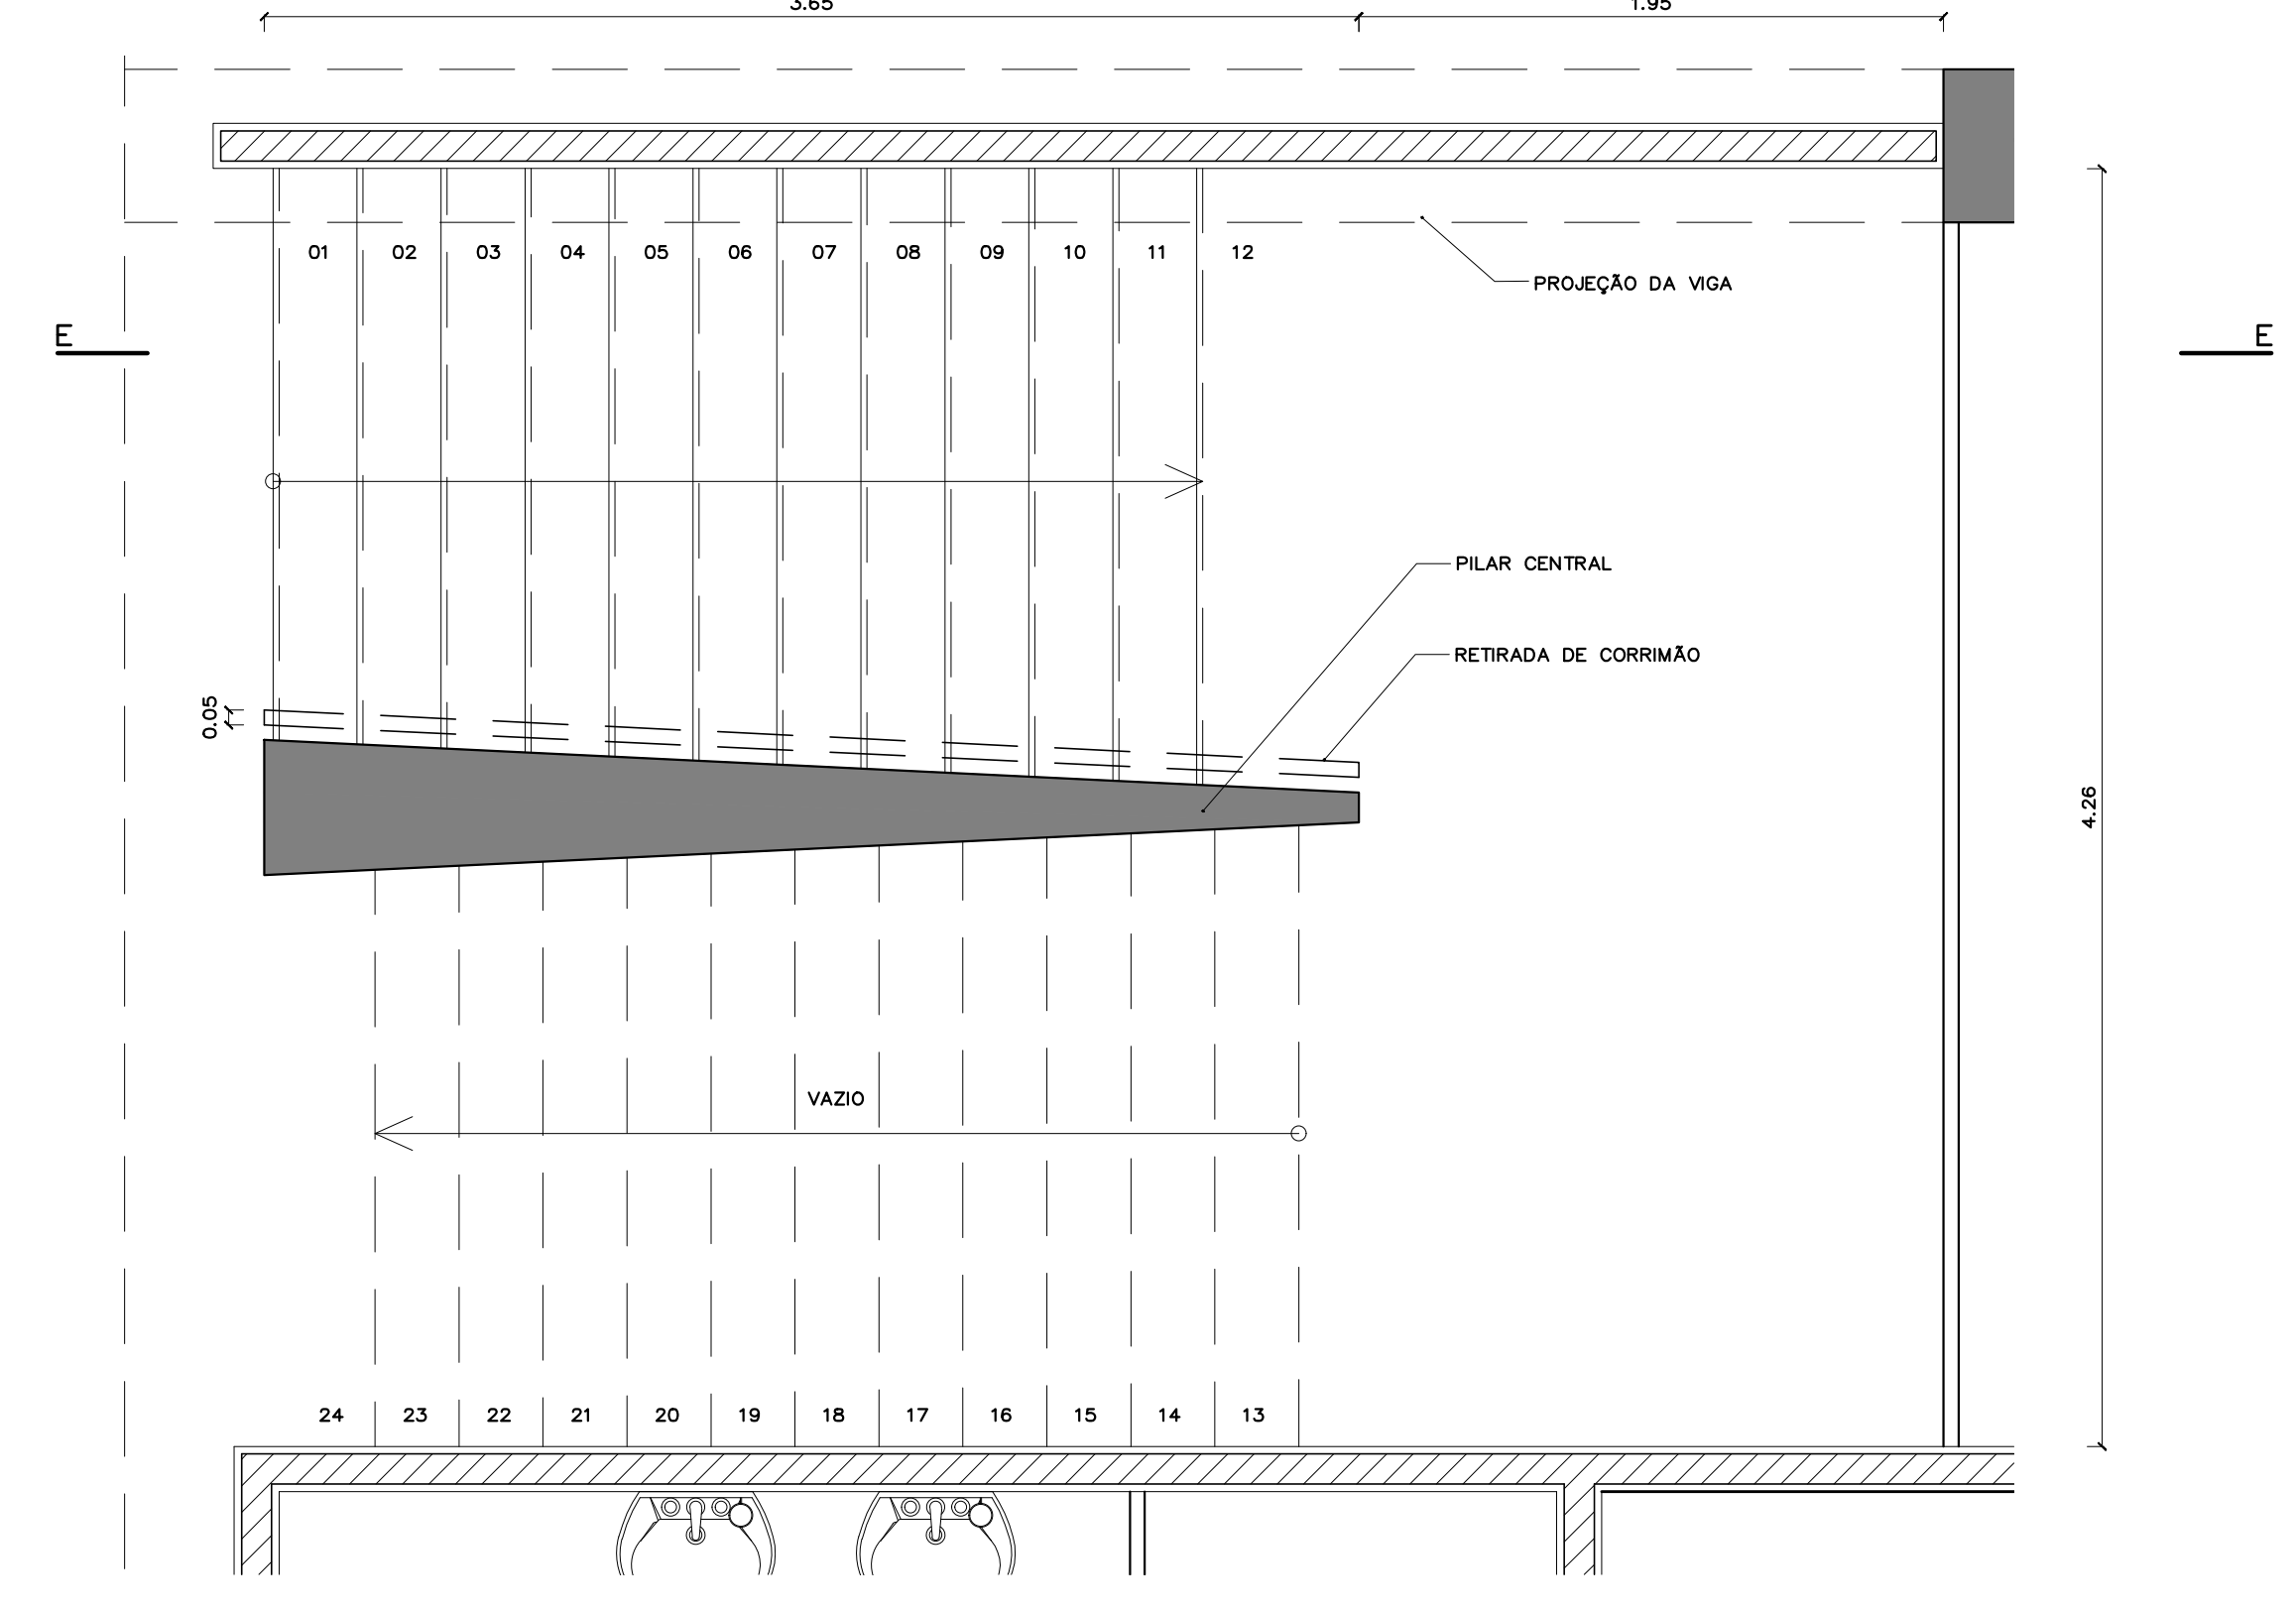 3.65
1.95
01 02 03 04 05 06 07 08 09 10 11 12
PROJEÇÃO DA VIGA
E
E
PILAR CENTRAL
RETIRADA DE CORRIMÃO
0.05
4.26
VAZIO
24 23 22 21 20 19 18 17 16 15 14 13